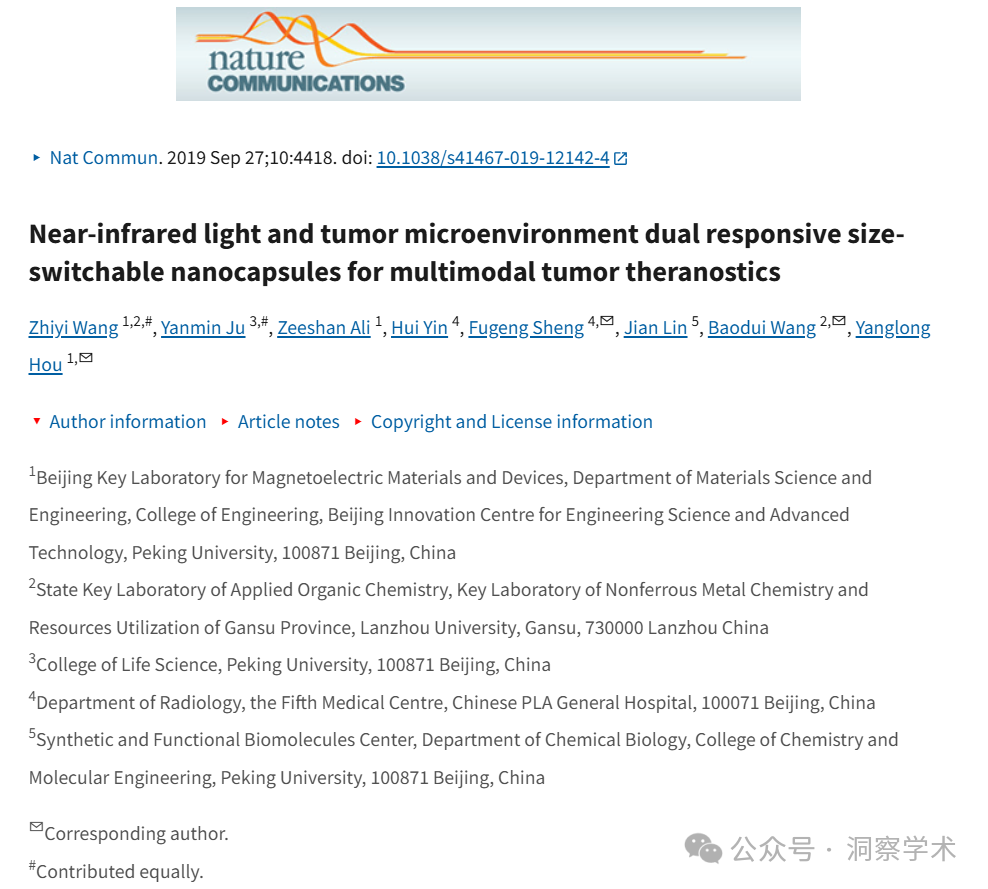 nature
COMMUNICATIONS
▸ Nat Commun. 2019 Sep 27;10:4418. doi: 10.1038/s41467-019-12142-4
Near-infrared light and tumor microenvironment dual responsive size-
switchable nanocapsules for multimodal tumor theranostics
Zhiyi Wang 1,2,#, Yanmin Ju 3,#, Zeeshan Ali 1, Hui Yin 4, Fugeng Sheng 4,✉, Jian Lin 5, Baodui Wang 2,✉, Yanglong
Hou 1,✉
▾ Author information ▸ Article notes ▸ Copyright and License information
1Beijing Key Laboratory for Magnetoelectric Materials and Devices, Department of Materials Science and
Engineering, College of Engineering, Beijing Innovation Centre for Engineering Science and Advanced
Technology, Peking University, 100871 Beijing, China
2State Key Laboratory of Applied Organic Chemistry, Key Laboratory of Nonferrous Metal Chemistry and
Resources Utilization of Gansu Province, Lanzhou University, Gansu, 730000 Lanzhou China
3College of Life Science, Peking University, 100871 Beijing, China
4Department of Radiology, the Fifth Medical Centre, Chinese PLA General Hospital, 100071 Beijing, China
5Synthetic and Functional Biomolecules Center, Department of Chemical Biology, College of Chemistry and
Molecular Engineering, Peking University, 100871 Beijing, China
✉Corresponding author.
#Contributed equally.
公众号 · 洞察学术